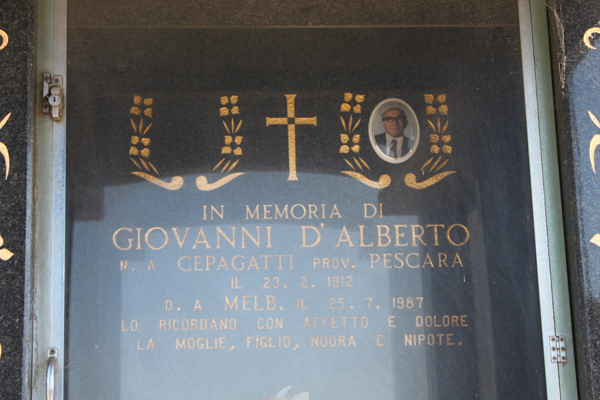 IN MEMORIA DI
GIOVANNI D'ALBERTO
N. A CEPAGATTI PROV. PESCARA
IL 23. 2. 1912
D. A MELB. IL 25. 7. 1987
LO RICORDANO CON AFFETTO E DOLORE
LA MOGLIE, FIGLIO, NUORA E NIPOTE.